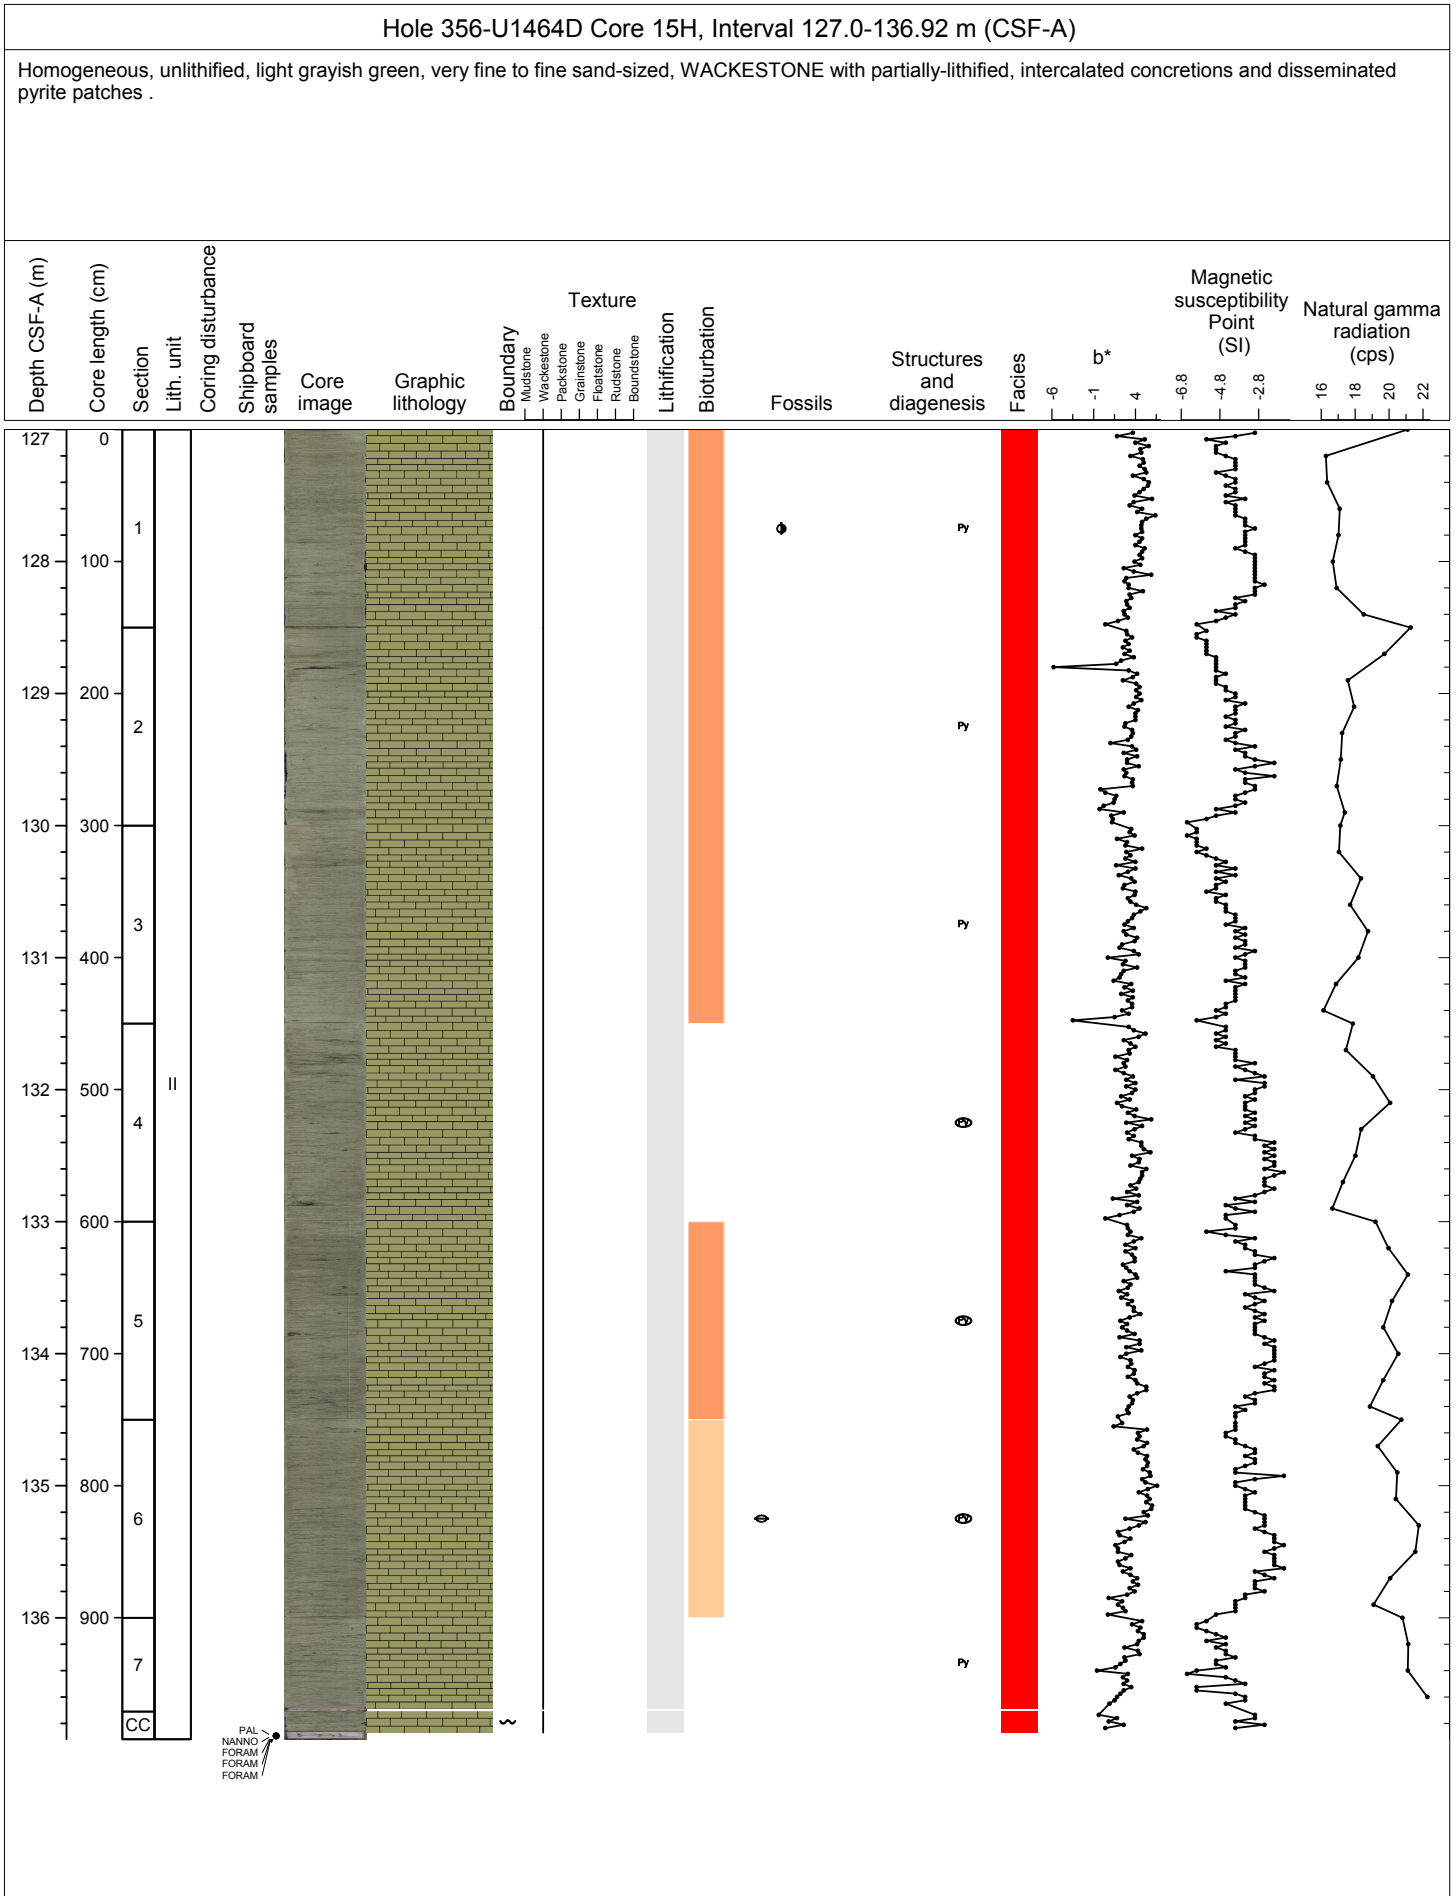 Hole 356-U1464D Core 15H, Interval 127.0-136.92 m (CSF-A)
Homogeneous, unlithified, light grayish green, very fine to fine sand-sized, WACKESTONE with partially-lithified, intercalated concretions and disseminated
pyrite patches .
Depth CSF-A (m)
Core length (cm)
Section
Lith. unit
Coring disturbance
Shipboard
samples
Core
image
Graphic
lithology
Boundary
Texture
Mudstone
Wackestone
Packstone
Grainstone
Floatstone
Rudstone
Boundstone
Lithification
Bioturbation
Fossils
Structures
and
diagenesis
Facies
b*
-6 -1 4
Magnetic
susceptibility
Point
(SI)
-6.8 -4.8 -2.8
Natural gamma
radiation
(cps)
16 18 20 22
127 0
1 Py
128 100
129 200
2 Py
130 300
3 Py
131 400
II
132 500
4 Py
133 600
5 Py
134 700
135 800
6 Py
136 900
7 Py
CC
PAL
NANNO
FORAM
FORAM
FORAM